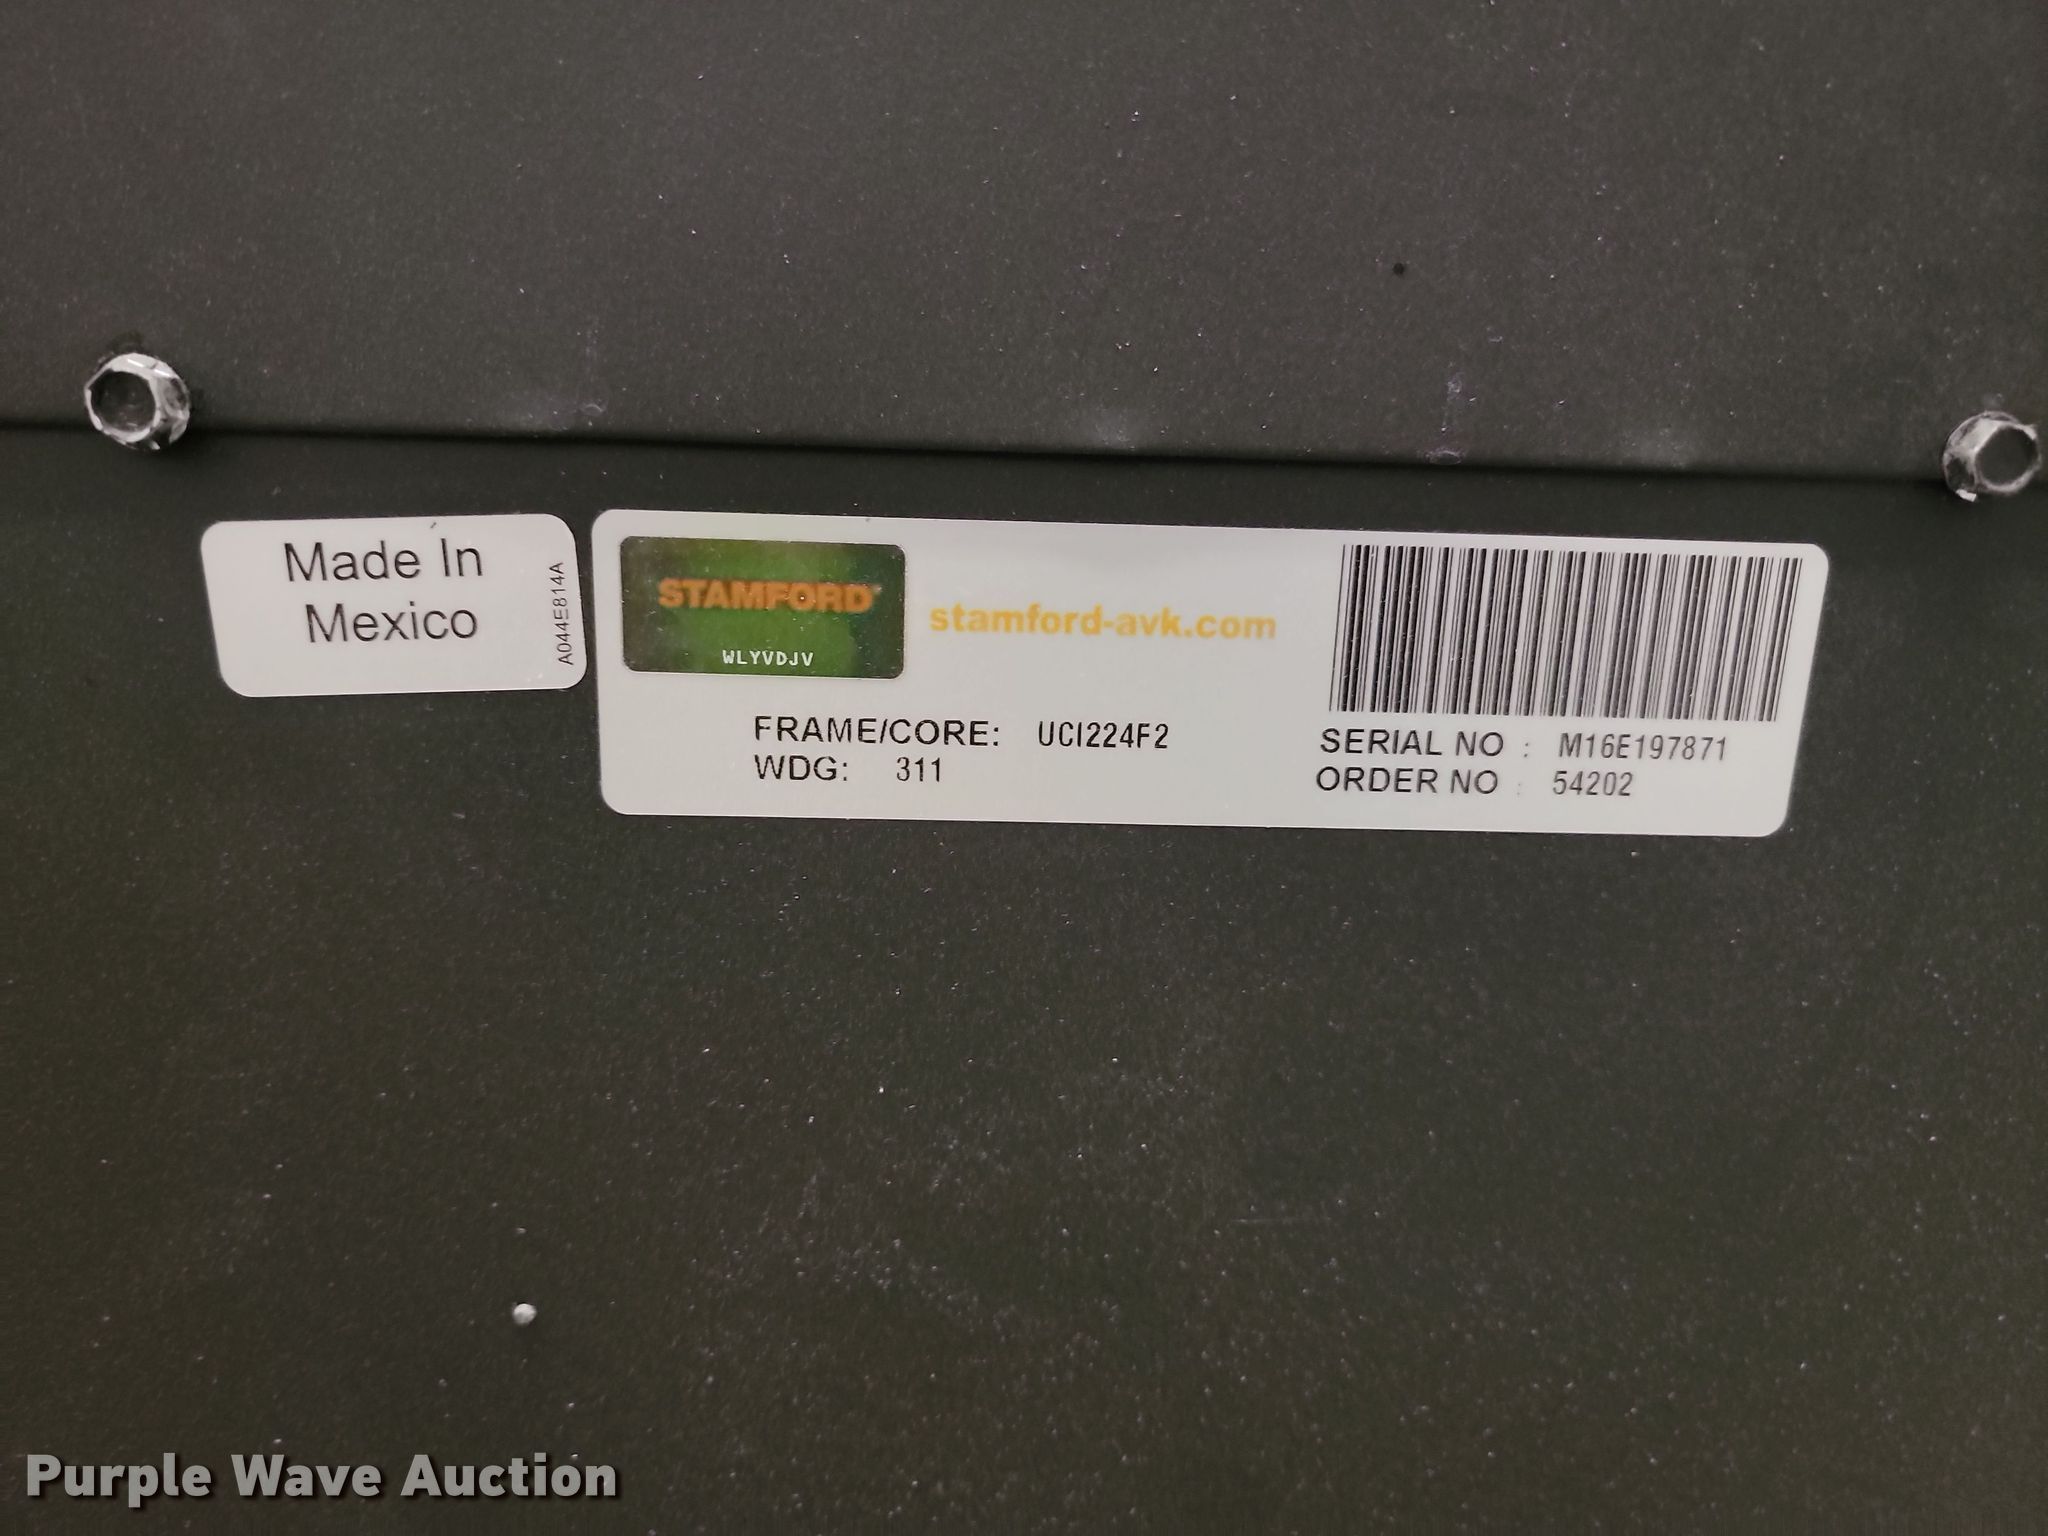 Made In
Mexico
A044E814A
STAMFORD
WLYVDJV
stamford-avk.com
FRAME/CORE: UCI224F2
WDG: 311
SERIAL NO : M16E197871
ORDER NO : 54202
Purple Wave Auction